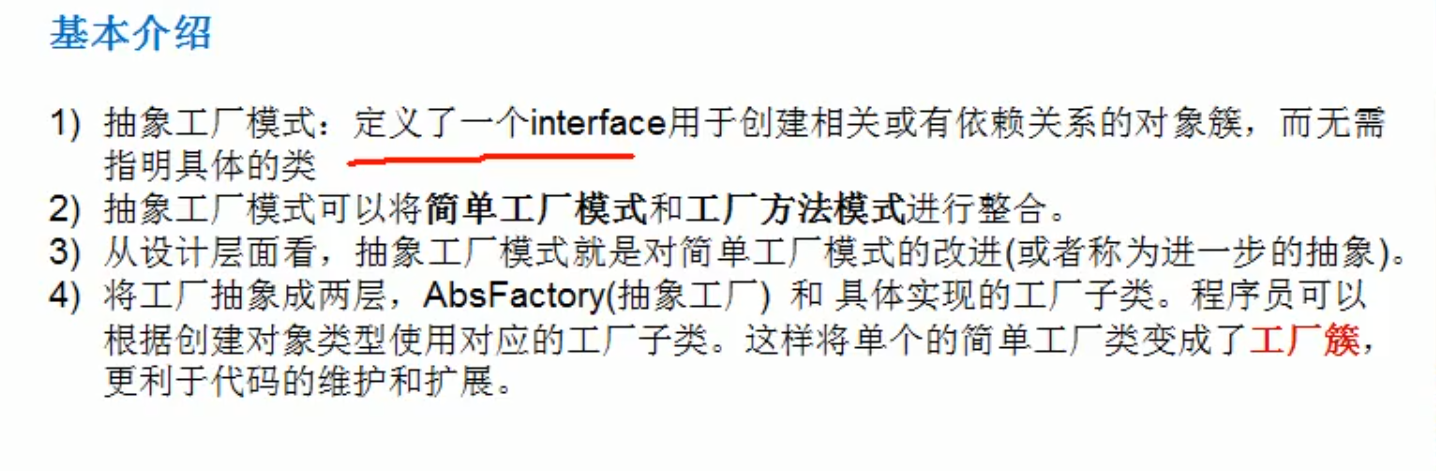 基本介绍
1) 抽象工厂模式：定义了一个interface用于创建相关或有依赖关系的对象簇，而无需
指明具体的类
2) 抽象工厂模式可以将简单工厂模式和工厂方法模式进行整合。
3) 从设计层面看，抽象工厂模式就是对简单工厂模式的改进(或者称为进一步的抽象)。
4) 将工厂抽象成两层，AbsFactory(抽象工厂) 和 具体实现的工厂子类。程序员可以
根据创建对象类型使用对应的工厂子类。这样将单个的简单工厂类变成了工厂簇，
更利于代码的维护和扩展。